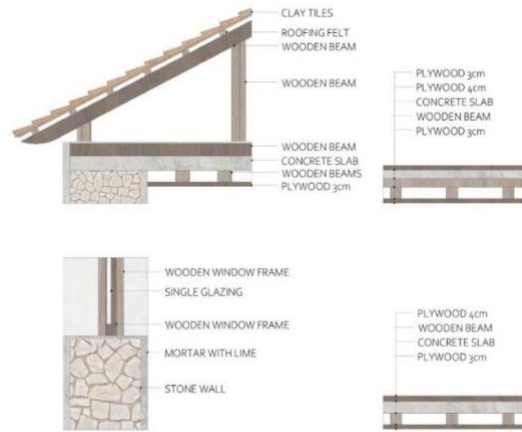 CLAY TILES
ROOFING FELT
WOODEN BEAM
WOODEN BEAM
WOODEN BEAM
CONCRETE SLAB
WOODEN BEAMS
PLYWOOD 3cm
PLYWOOD 3cm
PLYWOOD 4cm
CONCRETE SLAB
WOODEN BEAM
PLYWOOD 3cm
WOODEN WINDOW FRAME
SINGLE GLAZING
WOODEN WINDOW FRAME
MORTAR WITH LIME
STONE WALL
PLYWOOD 4cm
WOODEN BEAM
CONCRETE SLAB
PLYWOOD 3cm